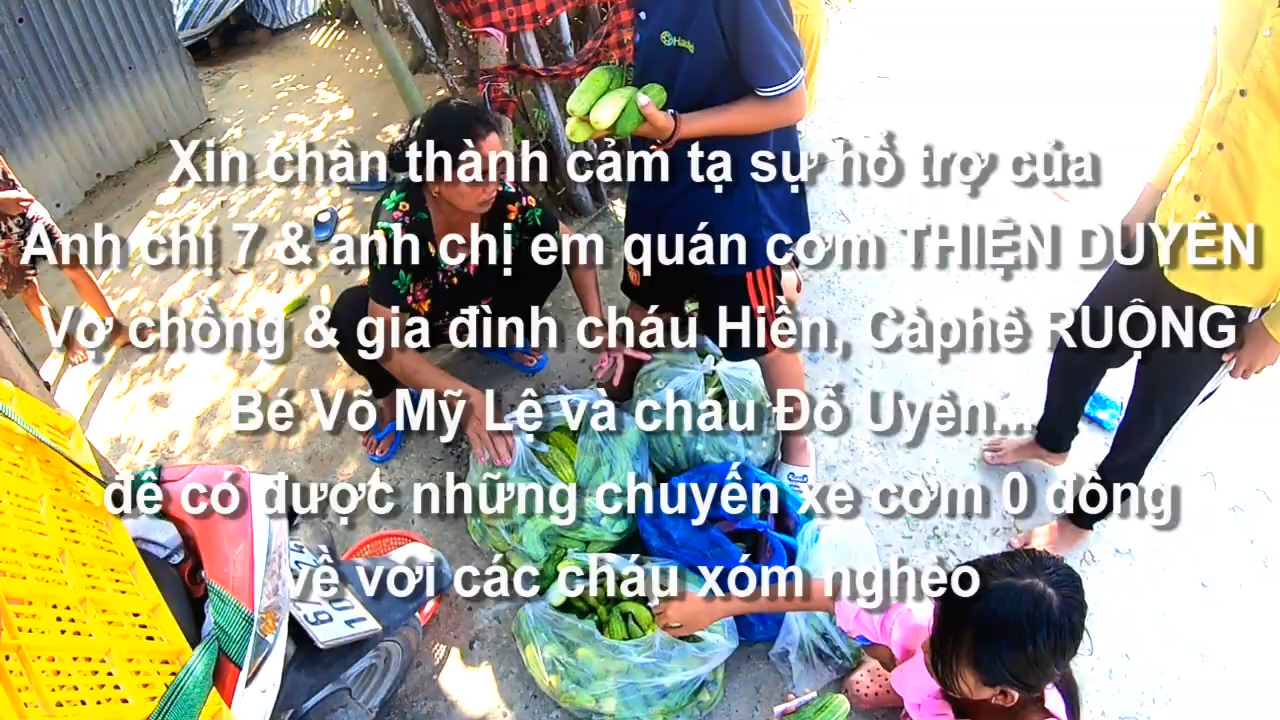 Hado
Xin chân thành cảm tạ sự hổ trợ của
Anh chị 7 & anh chị em quán cơm THIỆN DUYÊN
Vợ chồng & gia đình cháu Hiền, Càphê RUỘNG
Bé Võ Mỹ Lệ và cháu Đỗ Uyên...
để có được những chuyến xe cơm 0 đồng
về với các cháu xóm nghèo